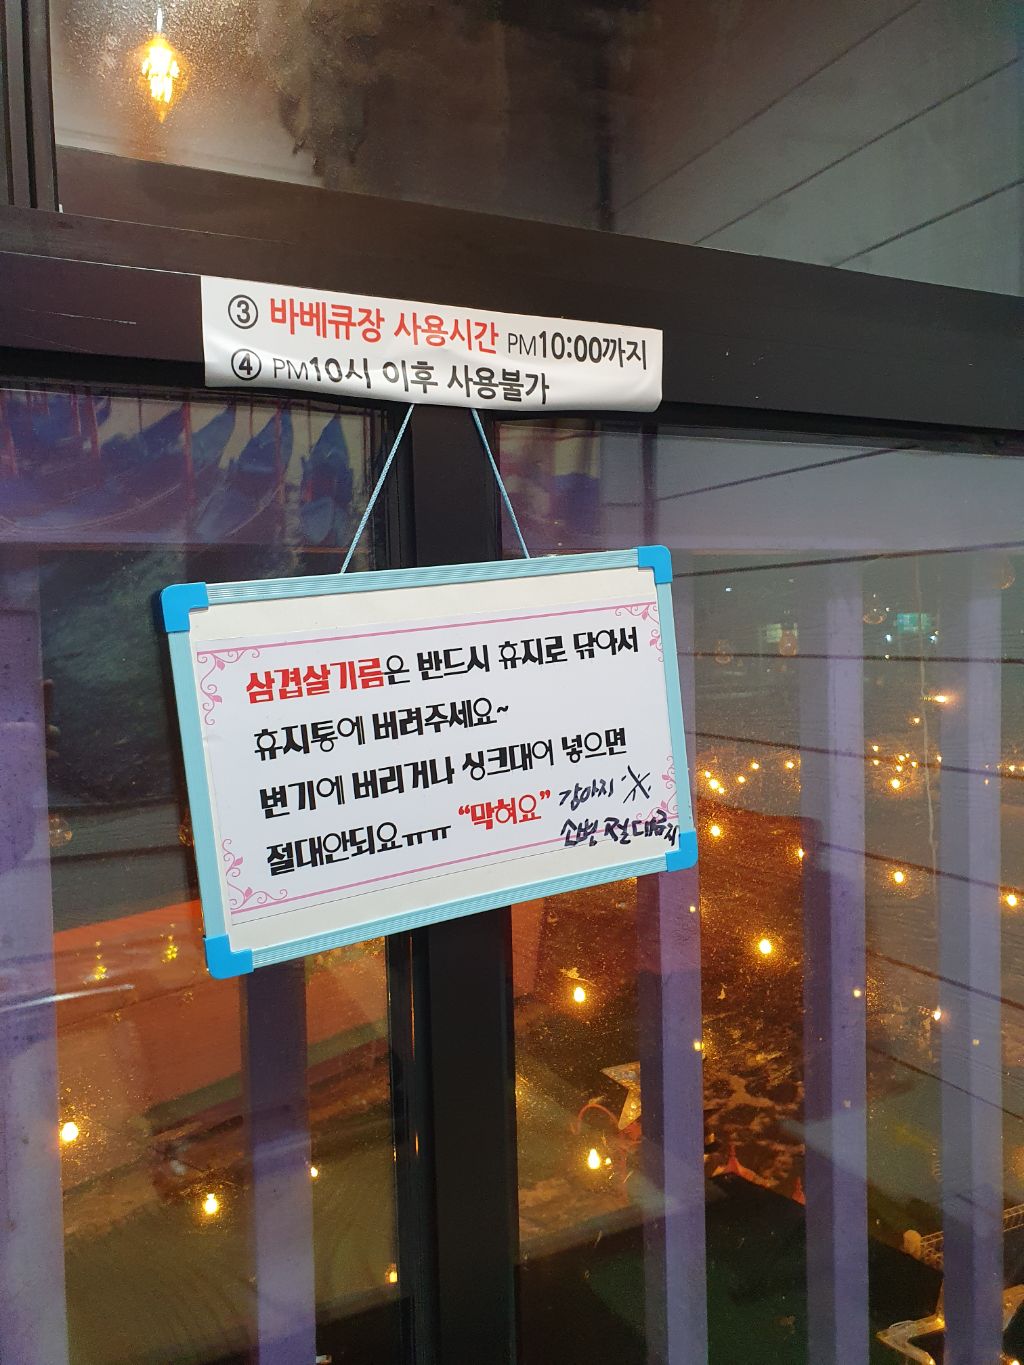 ③ 바베큐장 사용시간 PM10:00까지
④ PM10시 이후 사용불가
삼겹살기름은 반드시 휴지로 닦아서
휴지통에 버려주세요~
변기에 버리거나 싱크대에 넣으면
절대안되요ㅠㅠ "막혀요"
강아지
소변 절대금지